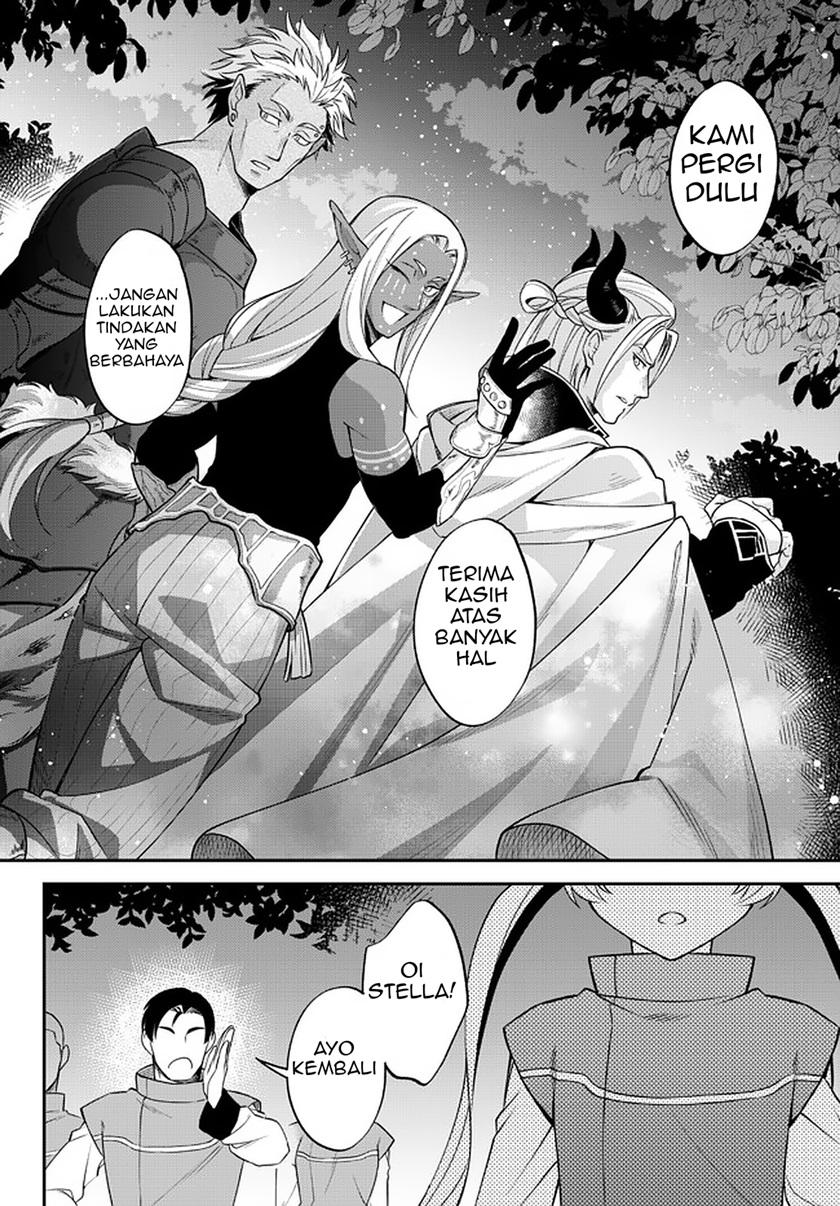 KAMI
PERGI
DULU
TERIMA
KASIH
ATAS
BANYAK
HAL
...JANGAN
LAKUKAN
TINDAKAN
YANG
BERBAHAYA
OI
STELLA!
AYO
KEMBALI